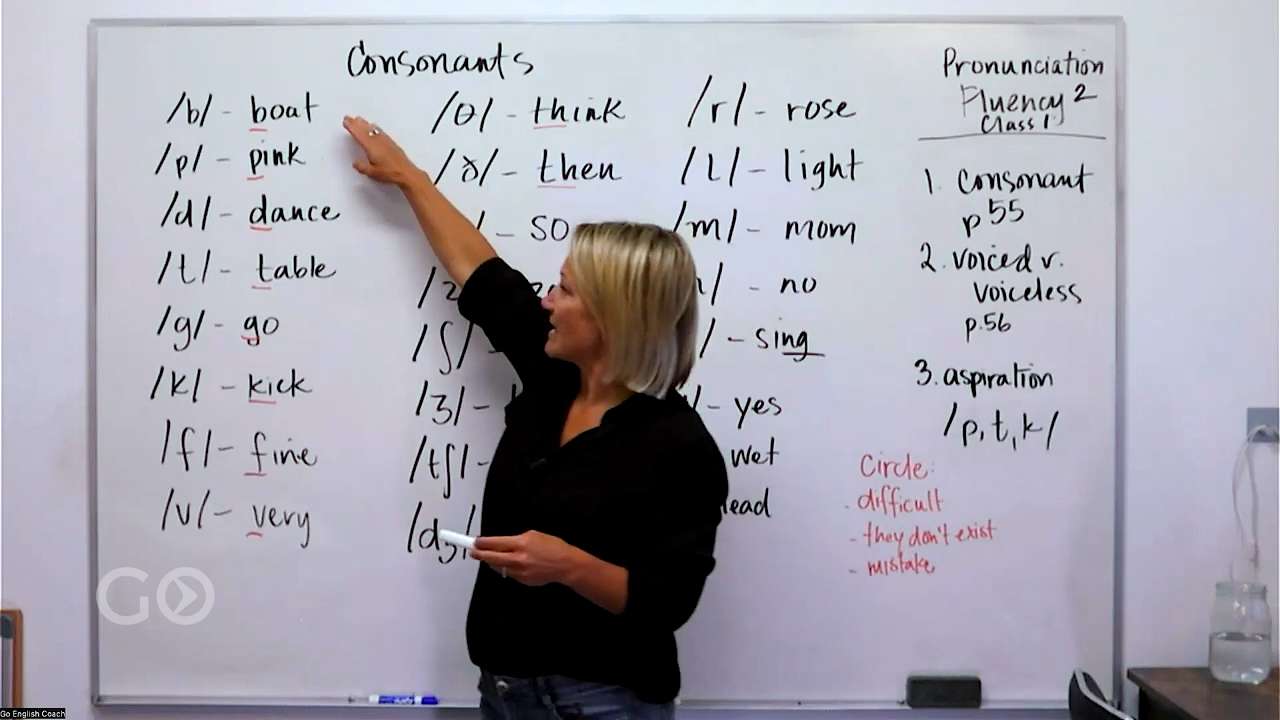 Consonants
/b/ - boat
/p/ - pink
/d/ - dance
/t/ - table
/g/ - go
/k/ - kick
/f/ - fine
/v/ - very
/θ/ - think
/ð/ - then
/ - so
/z
/ʃ/ -
/ʒ/ -
/tʃ/ -
/dʒ/
/r/ - rose
/l/ - light
/m/ - mom
/ - no
/ - sing
/ - yes
wet
Pronunciation
Fluency 2
Class 1
1. consonant
p 55
2. voiced v.
voiceless
p.56
3. aspiration
/p, t, k/
Circle:
- difficult
- they don't exist
- mistake
GO
Go English Coach